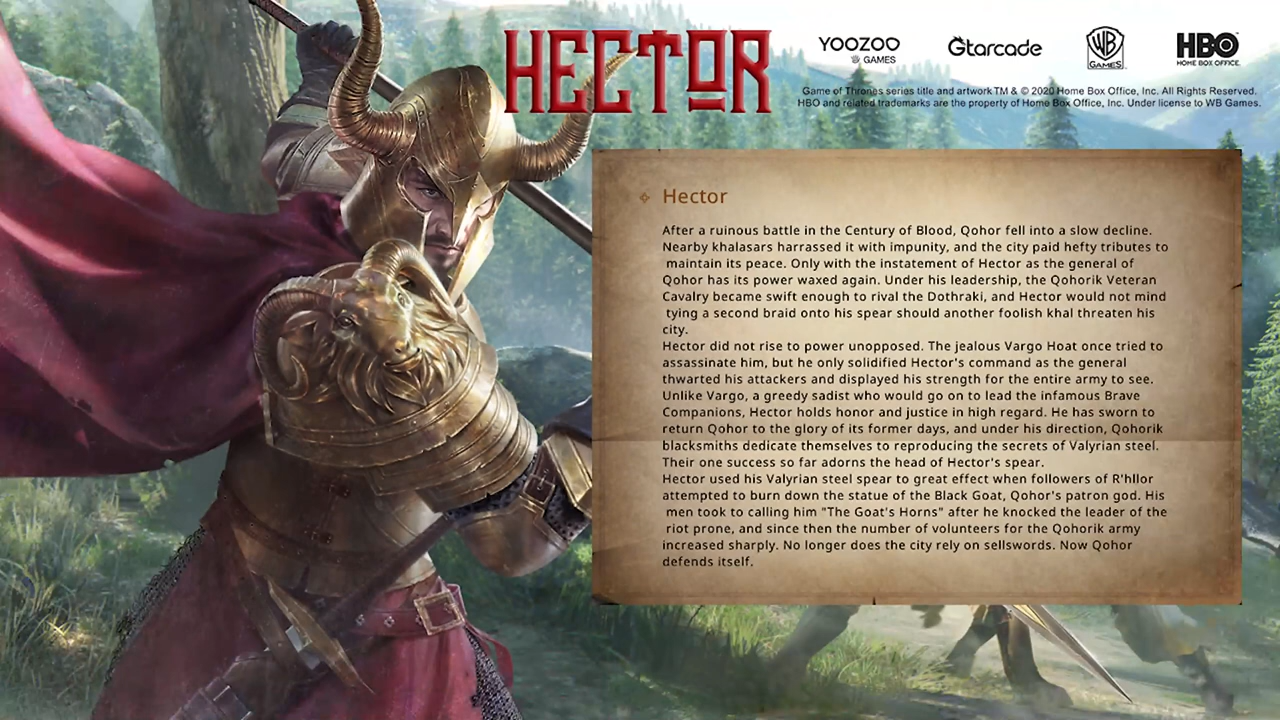 HECTOR
YOOZOO
GAMES
Gtarcade
WB
GAMES
HBO
HOME BOX OFFICE.
Game of Thrones series title and artwork TM & © 2020 Home Box Office, Inc. All Rights Reserved.
HBO and related trademarks are the property of Home Box Office, Inc. Under license to WB Games.
Hector
After a ruinous battle in the Century of Blood, Qohor fell into a slow decline.
Nearby khalasars harrassed it with impunity, and the city paid hefty tributes to
maintain its peace. Only with the instatement of Hector as the general of
Qohor has its power waxed again. Under his leadership, the Qohorik Veteran
Cavalry became swift enough to rival the Dothraki, and Hector would not mind
tying a second braid onto his spear should another foolish khal threaten his
city.
Hector did not rise to power unopposed. The jealous Vargo Hoat once tried to
assassinate him, but he only solidified Hector's command as the general
thwarted his attackers and displayed his strength for the entire army to see.
Unlike Vargo, a greedy sadist who would go on to lead the infamous Brave
Companions, Hector holds honor and justice in high regard. He has sworn to
return Qohor to the glory of its former days, and under his direction, Qohorik
blacksmiths dedicate themselves to reproducing the secrets of Valyrian steel.
Their one success so far adorns the head of Hector's spear.
Hector used his Valyrian steel spear to great effect when followers of R'hllor
attempted to burn down the statue of the Black Goat, Qohor's patron god. His
men took to calling him "The Goat's Horns" after he knocked the leader of the
riot prone, and since then the number of volunteers for the Qohorik army
increased sharply. No longer does the city rely on sellswords. Now Qohor
defends itself.